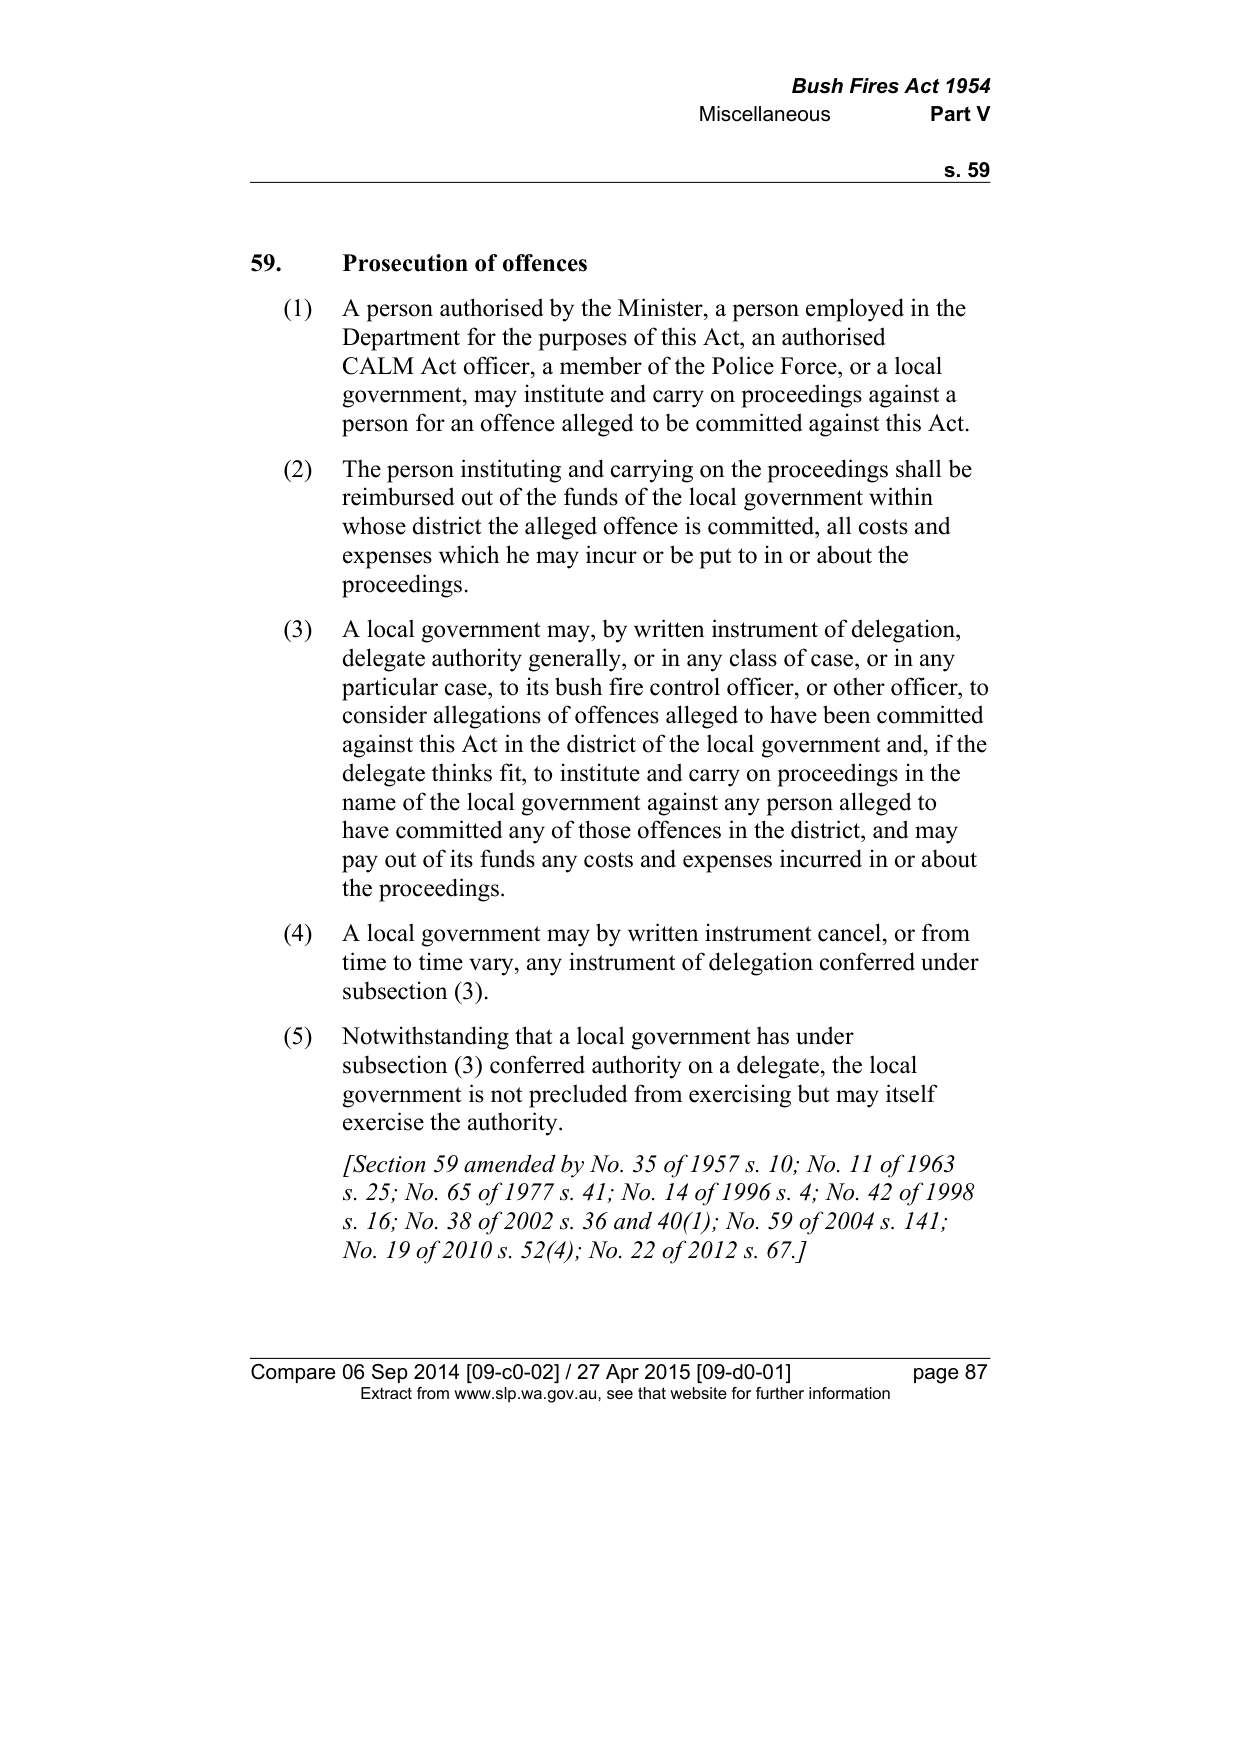 Bush Fires Act 1954
Miscellaneous Part V
s. 59
59. Prosecution of offences
(1) A person authorised by the Minister, a person employed in the
Department for the purposes of this Act, an authorised
CALM Act officer, a member of the Police Force, or a local
government, may institute and carry on proceedings against a
person for an offence alleged to be committed against this Act.
(2) The person instituting and carrying on the proceedings shall be
reimbursed out of the funds of the local government within
whose district the alleged offence is committed, all costs and
expenses which he may incur or be put to in or about the
proceedings.
(3) A local government may, by written instrument of delegation,
delegate authority generally, or in any class of case, or in any
particular case, to its bush fire control officer, or other officer, to
consider allegations of offences alleged to have been committed
against this Act in the district of the local government and, if the
delegate thinks fit, to institute and carry on proceedings in the
name of the local government against any person alleged to
have committed any of those offences in the district, and may
pay out of its funds any costs and expenses incurred in or about
the proceedings.
(4) A local government may by written instrument cancel, or from
time to time vary, any instrument of delegation conferred under
subsection (3).
(5) Notwithstanding that a local government has under
subsection (3) conferred authority on a delegate, the local
government is not precluded from exercising but may itself
exercise the authority.
[Section 59 amended by No. 35 of 1957 s. 10; No. 11 of 1963
s. 25; No. 65 of 1977 s. 41; No. 14 of 1996 s. 4; No. 42 of 1998
s. 16; No. 38 of 2002 s. 36 and 40(1); No. 59 of 2004 s. 141;
No. 19 of 2010 s. 52(4); No. 22 of 2012 s. 67.]
Compare 06 Sep 2014 [09-c0-02] / 27 Apr 2015 [09-d0-01] page 87
Extract from www.slp.wa.gov.au, see that website for further information